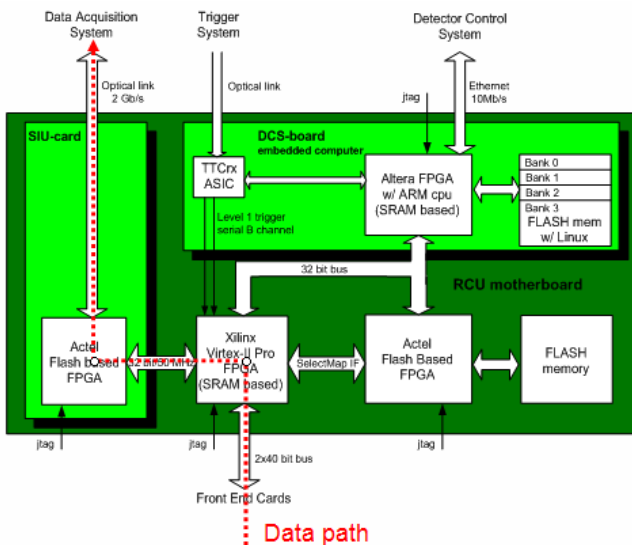 Data Acquisition
System
Trigger
System
Detector Control
System
Optical link
2 Gb/s
Optical link
jtag
Ethernet
10Mb/s
SIU-card
DCS-board
embedded computer
TTCrx
ASIC
Altera FPGA
w/ ARM cpu
(SRAM based)
Bank 0
Bank 1
Bank 2
Bank 3
FLASH mem
w/ Linux
Level 1 trigger
serial B channel
32 bit bus
RCU motherboard
Actel
Flash based
FPGA
32 bit/30 MHz
Xilinx
Virtex-II Pro
FPGA
(SRAM based)
SelectMap IF
Actel
Flash Based
FPGA
FLASH
memory
jtag
jtag
jtag
2x40 bit bus
Front End Cards
Data path